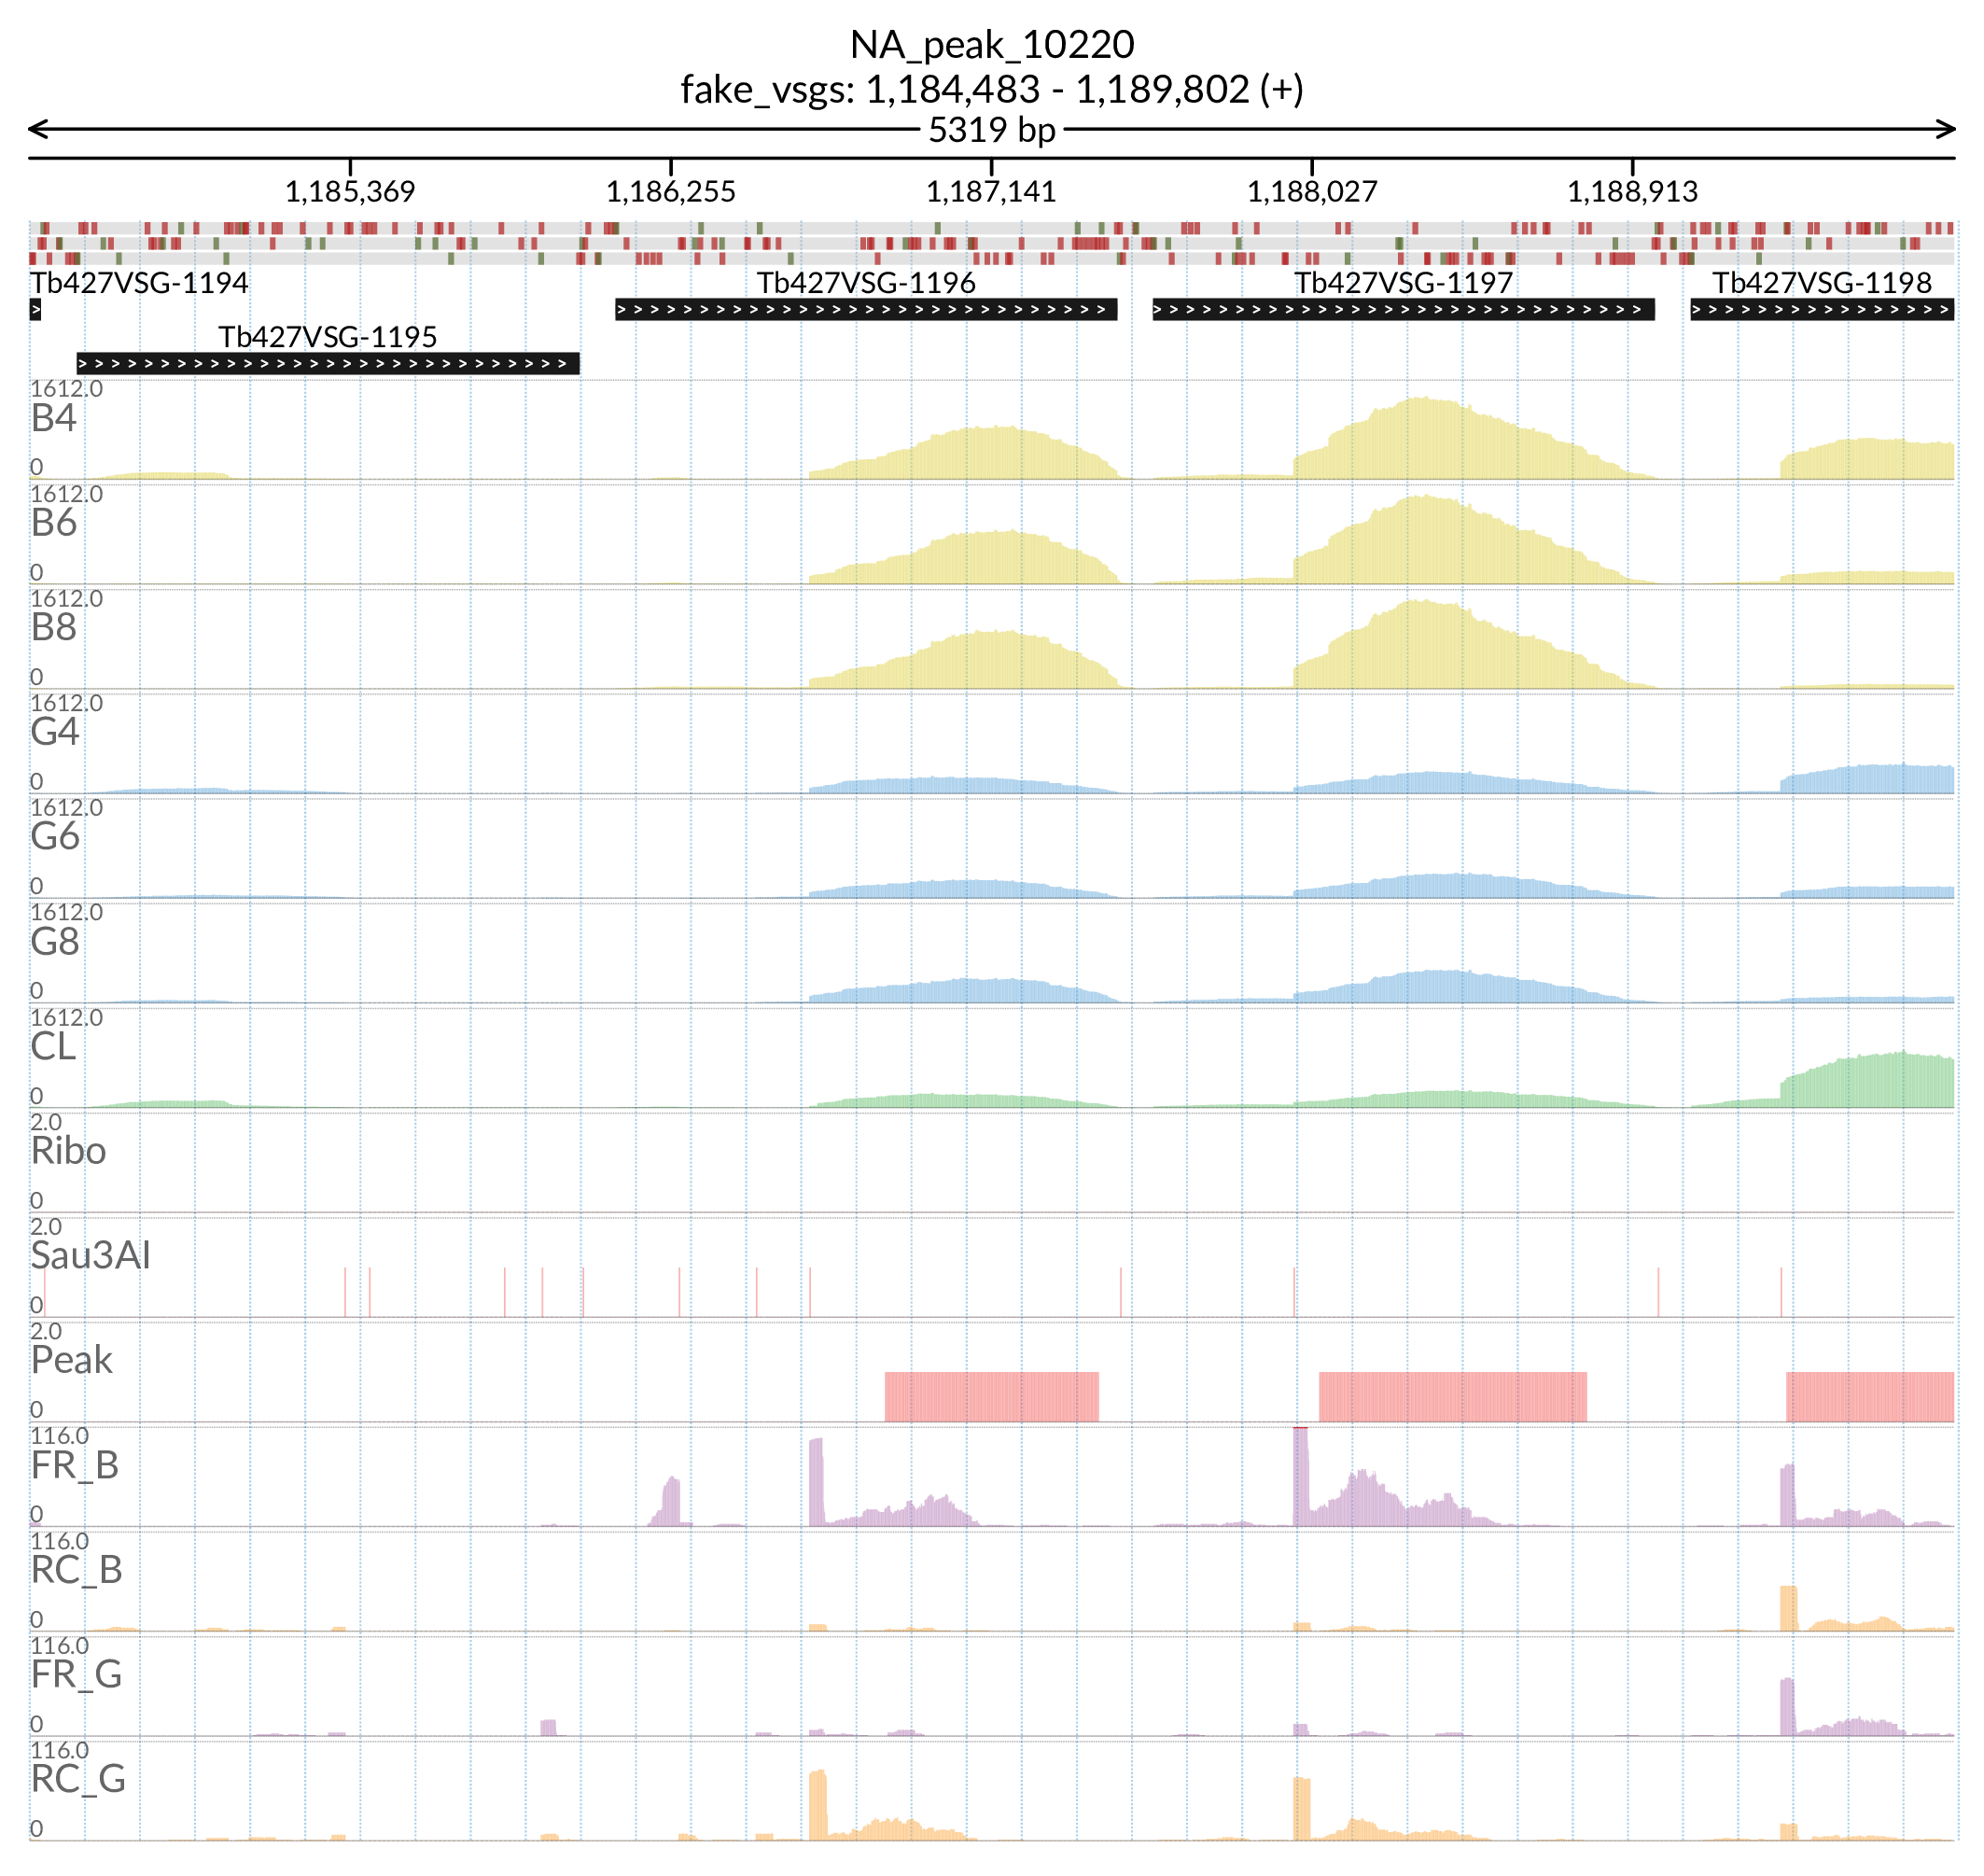 NA_peak_10220
fake_vsgs: 1,184,483 - 1,189,802 (+)
5319 bp
1,185,369 1,186,255 1,187,141 1,188,027 1,188,913
Tb427VSG-1194 Tb427VSG-1196 Tb427VSG-1197 Tb427VSG-1198
Tb427VSG-1195
1612.0
B4
0
1612.0
B6
0
1612.0
B8
0
1612.0
G4
0
1612.0
G6
0
1612.0
G8
0
1612.0
CL
0
2.0
Ribo
0
2.0
Sau3AI
0
2.0
Peak
0
116.0
FR_B
0
116.0
RC_B
0
116.0
FR_G
0
116.0
RC_G
0